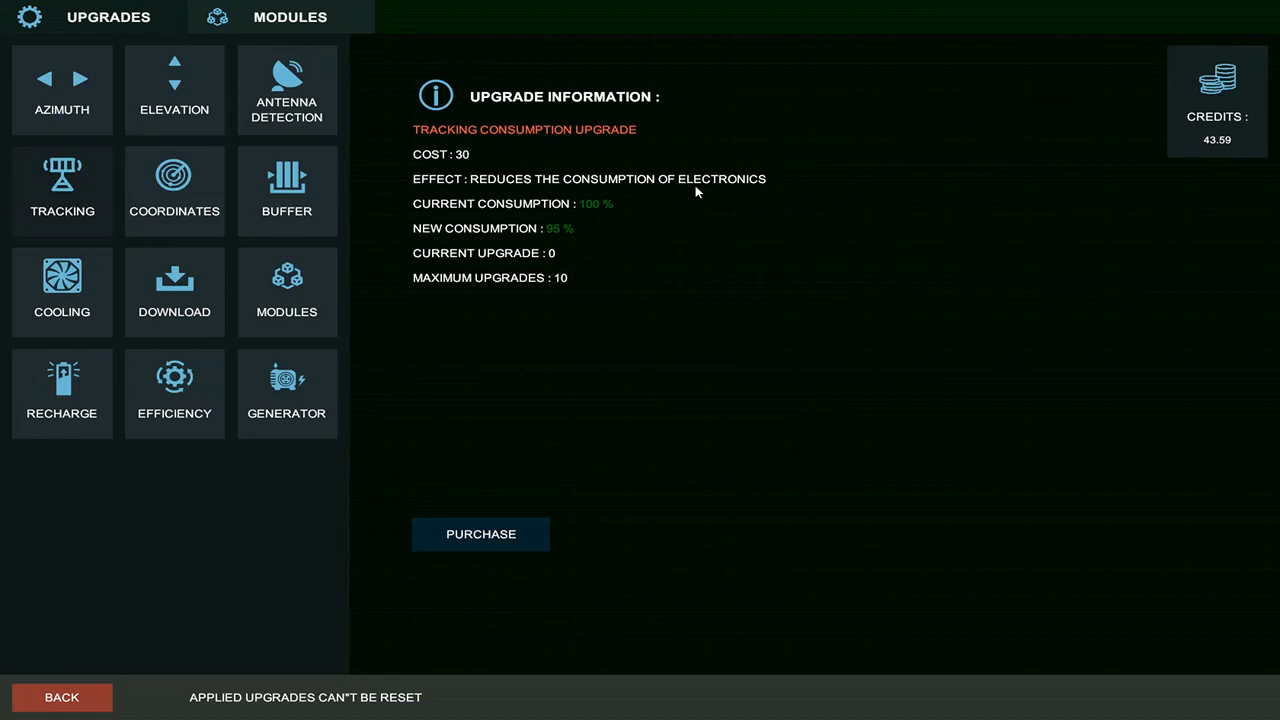 UPGRADES
MODULES
AZIMUTH
ELEVATION
ANTENNA
DETECTION
TRACKING
COORDINATES
BUFFER
COOLING
DOWNLOAD
MODULES
RECHARGE
EFFICIENCY
GENERATOR
UPGRADE INFORMATION :
TRACKING CONSUMPTION UPGRADE
COST : 30
EFFECT : REDUCES THE CONSUMPTION OF ELECTRONICS
CURRENT CONSUMPTION : 100 %
NEW CONSUMPTION : 95 %
CURRENT UPGRADE : 0
MAXIMUM UPGRADES : 10
PURCHASE
CREDITS :
43.59
BACK
APPLIED UPGRADES CAN"T BE RESET